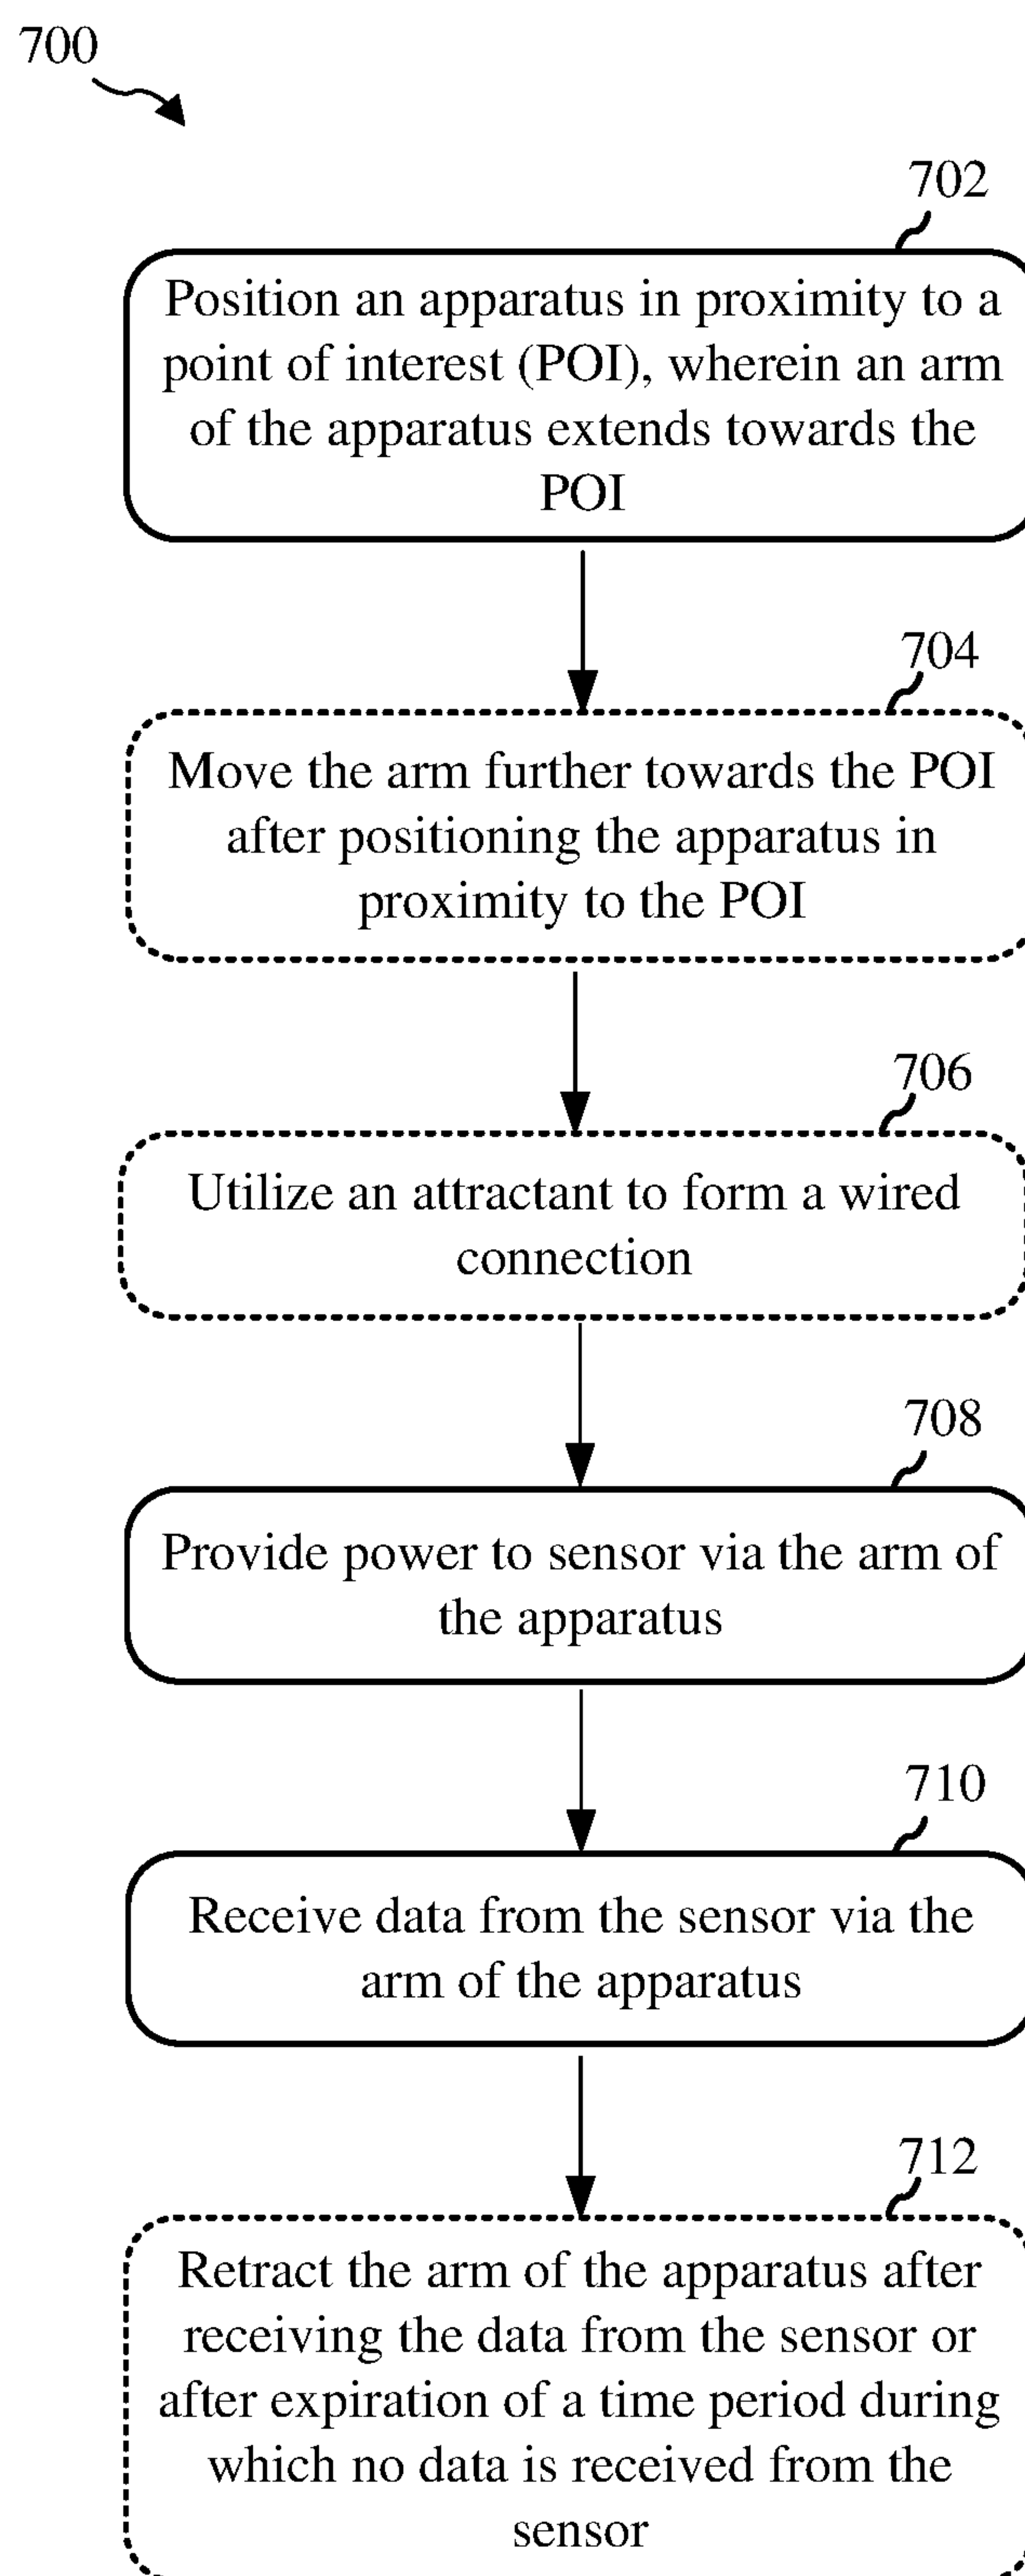 700
702
Position an apparatus in proximity to a
point of interest (POI), wherein an arm
of the apparatus extends towards the
POI
704
Move the arm further towards the POI
after positioning the apparatus in
proximity to the POI
706
Utilize an attractant to form a wired
connection
708
Provide power to sensor via the arm of
the apparatus
710
Receive data from the sensor via the
arm of the apparatus
712
Retract the arm of the apparatus after
receiving the data from the sensor or
after expiration of a time period during
which no data is received from the
sensor